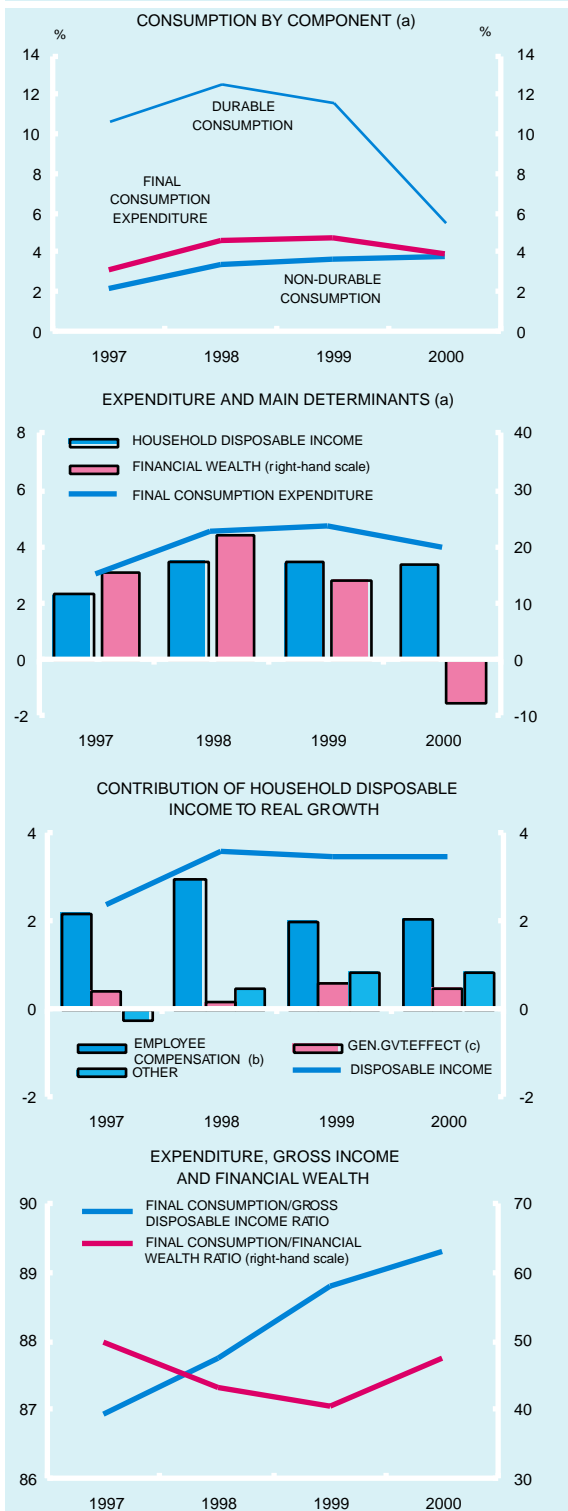 CONSUMPTION BY COMPONENT (a)
% %
14 14
12 12
10 10
8 8
6 6
4 4
2 2
0 0
DURABLE
CONSUMPTION
FINAL
CONSUMPTION
EXPENDITURE
NON-DURABLE
CONSUMPTION
1997 1998 1999 2000
EXPENDITURE AND MAIN DETERMINANTS (a)
8 40
6 30
4 20
2 10
0 0
-2 -10
HOUSEHOLD DISPOSABLE INCOME
FINANCIAL WEALTH (right-hand scale)
FINAL CONSUMPTION EXPENDITURE
1997 1998 1999 2000
CONTRIBUTION OF HOUSEHOLD DISPOSABLE
INCOME TO REAL GROWTH
4 4
2 2
0 0
-2 -2
EMPLOYEE
COMPENSATION (b)
OTHER
GEN.GVT.EFFECT (c)
DISPOSABLE INCOME
1997 1998 1999 2000
EXPENDITURE, GROSS INCOME
AND FINANCIAL WEALTH
90 70
89 60
88 50
87 40
86 30
FINAL CONSUMPTION/GROSS
DISPOSABLE INCOME RATIO
FINAL CONSUMPTION/FINANCIAL
WEALTH RATIO (right-hand scale)
1997 1998 1999 2000